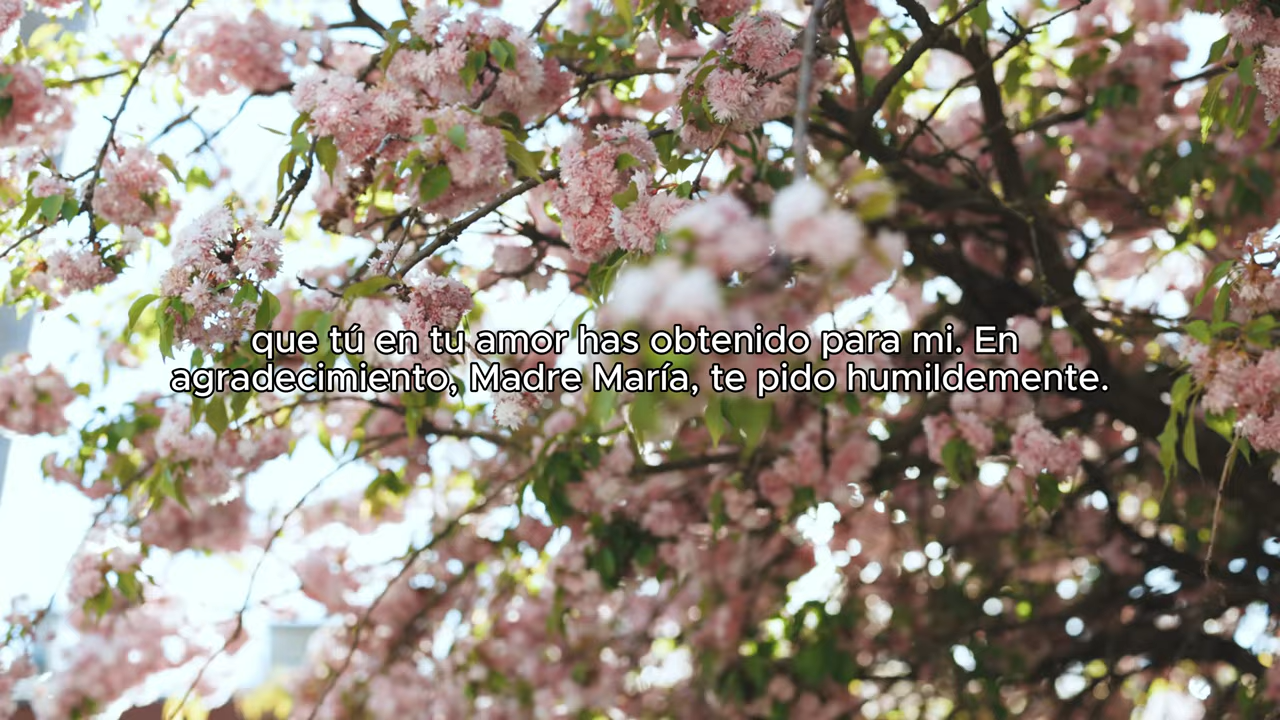 que tú en tu amor has obtenido para mi. En
agradecimiento, Madre María, te pido humildemente.